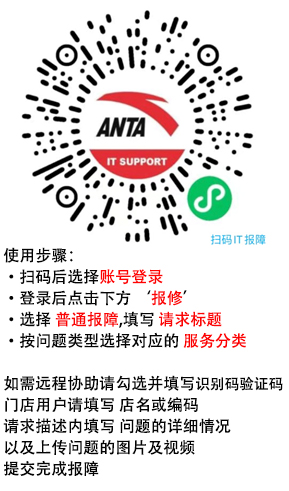 ANTA
IT SUPPORT
扫码IT报障
使用步骤：
·扫码后选择账号登录
·登录后点击下方 ‘报修’
·选择 普通报障,填写 请求标题
·按问题类型选择对应的 服务分类
如需远程协助请勾选并填写识别码验证码
门店用户请填写 店名或编码
请求描述内填写 问题的详细情况
以及上传问题的图片及视频
提交完成报障